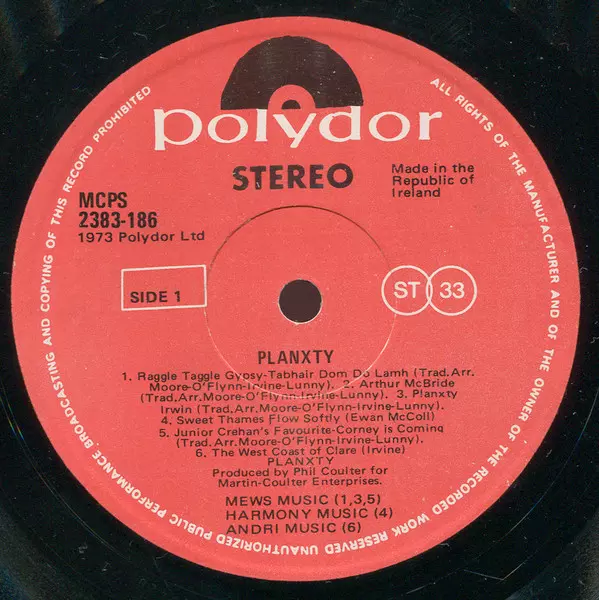 polydor
STEREO
Made in the
Republic of
Ireland
MCPS
2383-186
1973 Polydor Ltd
SIDE 1
ST 33
PLANXTY
1. Raggle Taggle Gypsy-Tabhair Dom Do Lamh (Trad. Arr.
Moore-O'Flynn-Irvine-Lunny). 2. Arthur McBride
(Trad. Arr. Moore-O'Flynn-Irvine-Lunny). 3. Planxty
Irwin (Trad. Arr. Moore-O'Flynn-Irvine-Lunny).
4. Sweet Thames Flow Softly (Ewan McColl)
5. Junior Crehan's Favourite-Corney is Coming
(Trad. Arr. Moore-O'Flynn-Irvine-Lunny).
6. The West Coast of Clare (Irvine)
PLANXTY
Produced by Phil Coulter for
Martin-Coulter Enterprises.
MEWS MUSIC (1,3,5)
HARMONY MUSIC (4)
ANDRI MUSIC (6)
ALL RIGHTS OF THE MANUFACTURER AND OF THE OWNER OF THE RECORDED WORK RESERVED UNAUTHORIZED PUBLIC PERFORMANCE BROADCASTING AND COPYING OF THIS RECORD PROHIBITED